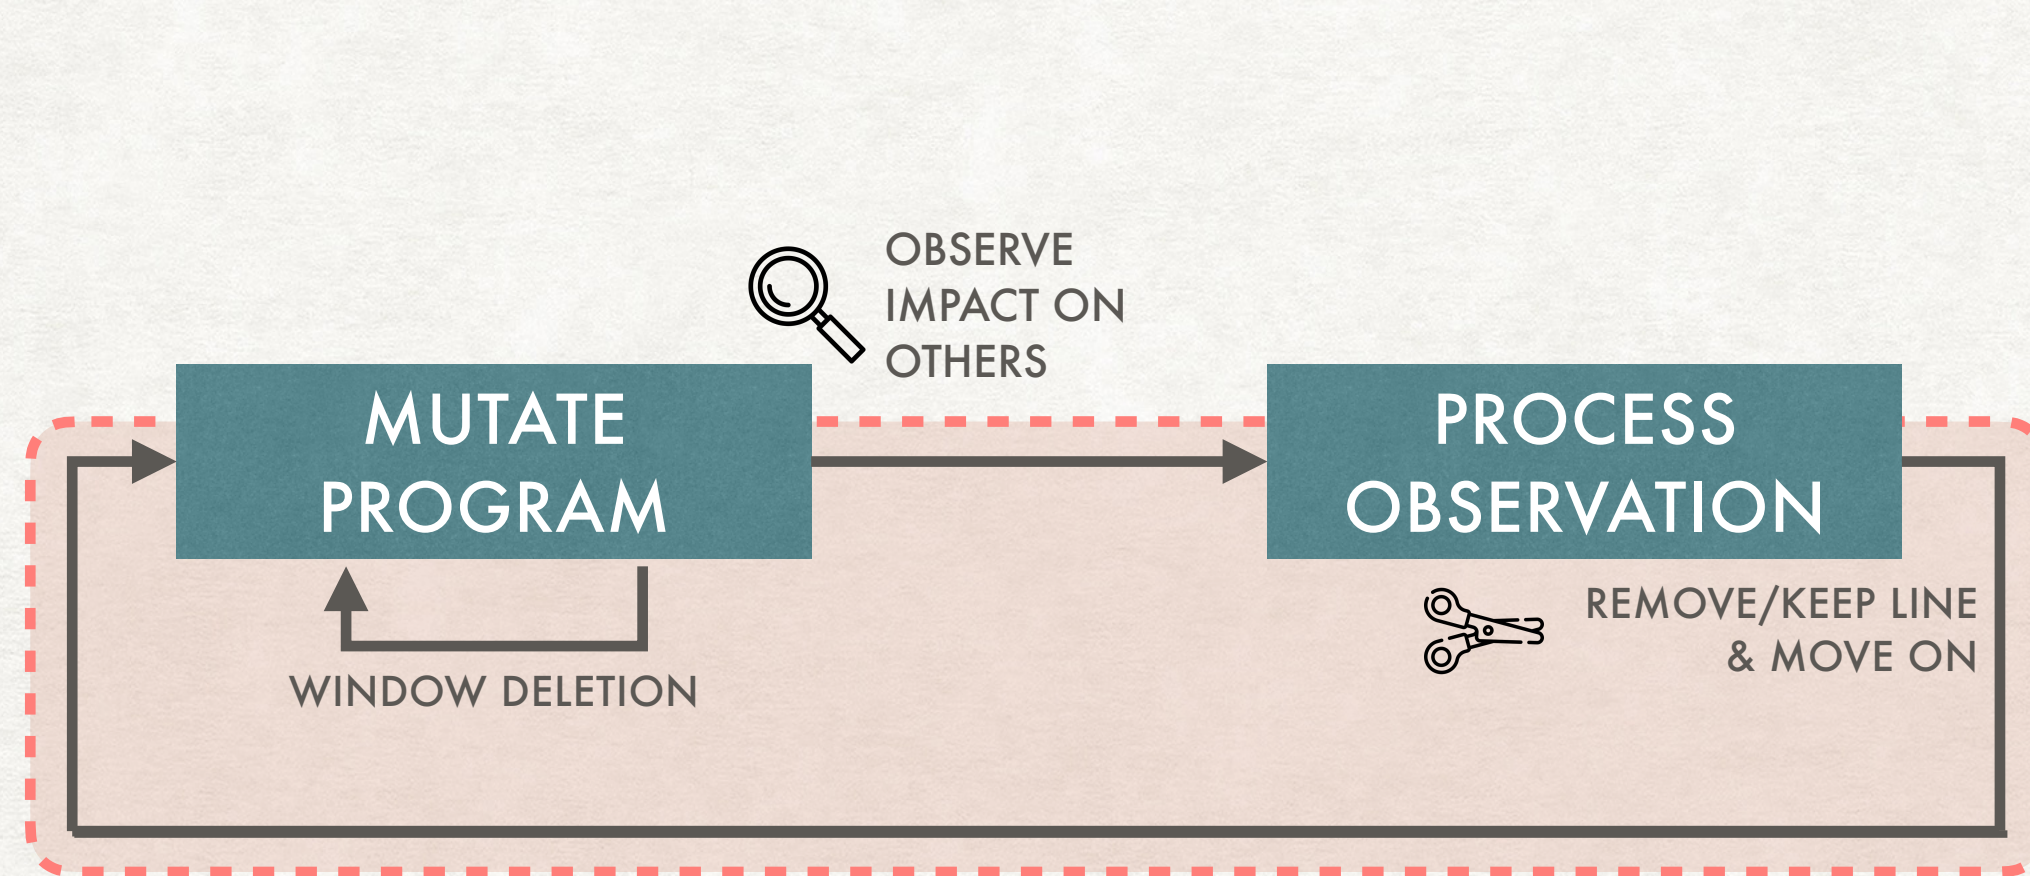 OBSERVE
IMPACT ON
OTHERS
MUTATE
PROGRAM
PROCESS
OBSERVATION
WINDOW DELETION
REMOVE/KEEP LINE
& MOVE ON